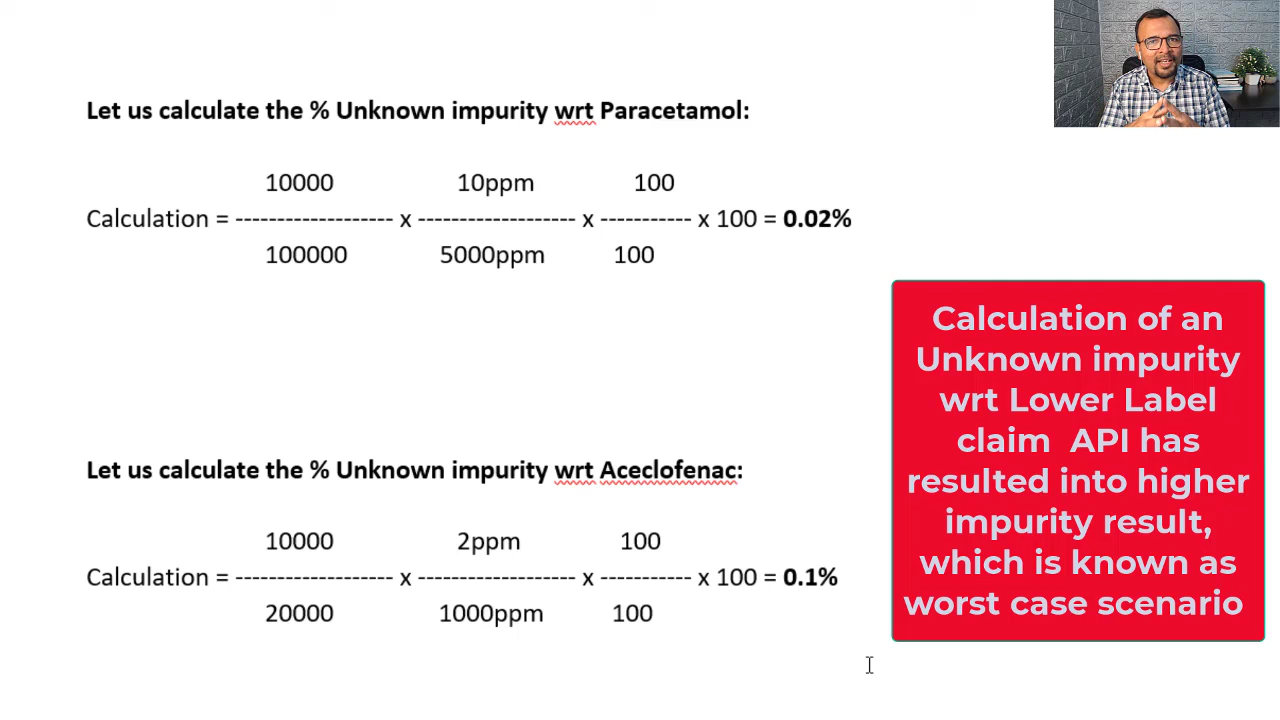 Let us calculate the % Unknown impurity wrt Paracetamol:
10000 10ppm 100
Calculation = ------------------- x ------------------- x ----------- x 100 = 0.02%
100000 5000ppm 100
Let us calculate the % Unknown impurity wrt Aceclofenac:
10000 2ppm 100
Calculation = ------------------- x ------------------- x ----------- x 100 = 0.1%
20000 1000ppm 100
Calculation of an
Unknown impurity
wrt Lower Label
claim API has
resulted into higher
impurity result,
which is known as
worst case scenario